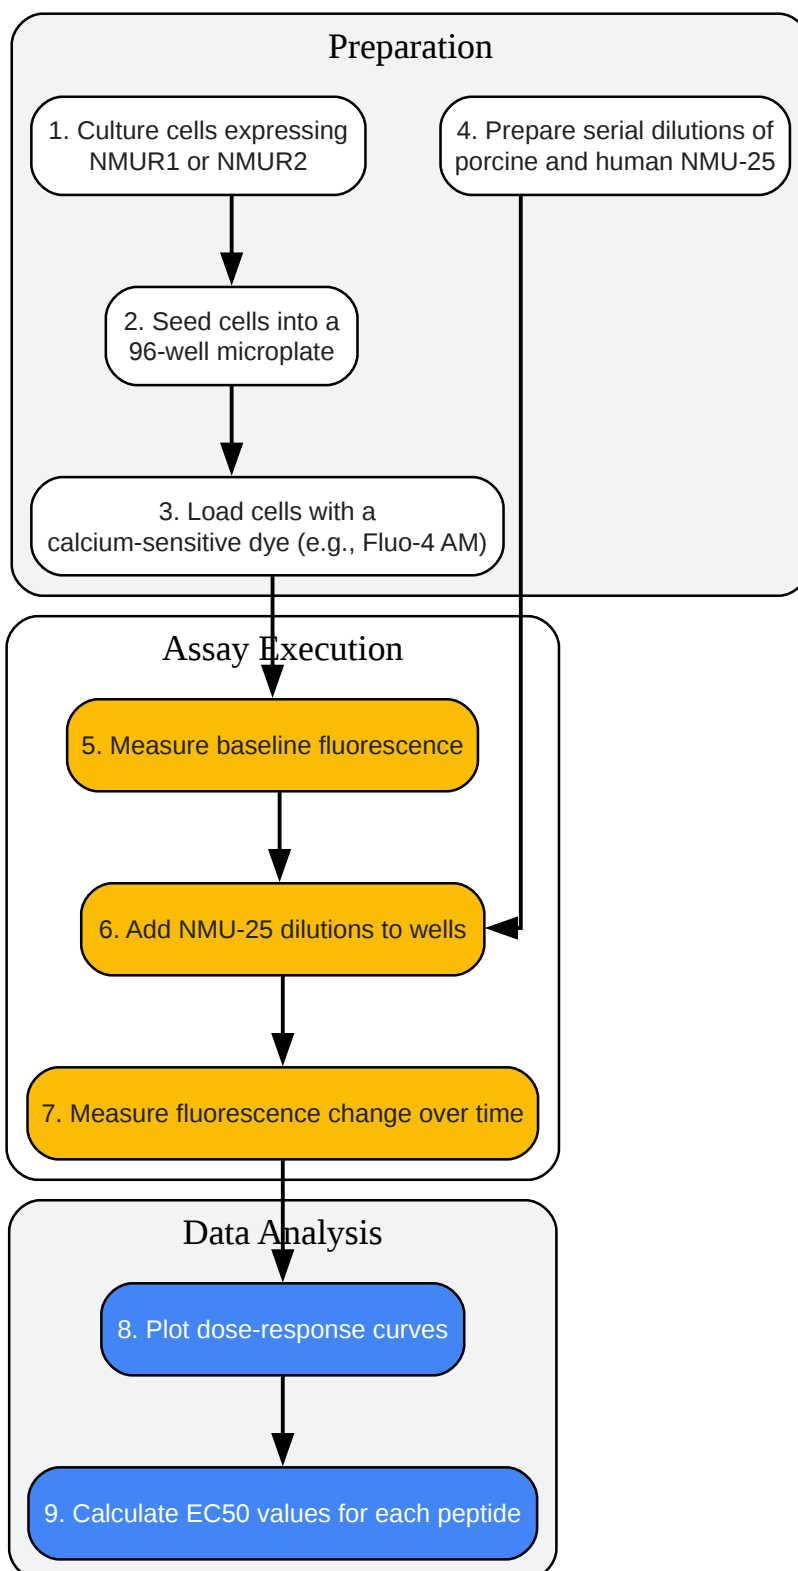 Preparation
1. Culture cells expressing
NMUR1 or NMUR2
4. Prepare serial dilutions of
porcine and human NMU-25
2. Seed cells into a
96-well microplate
3. Load cells with a
calcium-sensitive dye (e.g., Fluo-4 AM)
Assay Execution
5. Measure baseline fluorescence
6. Add NMU-25 dilutions to wells
7. Measure fluorescence change over time
Data Analysis
8. Plot dose-response curves
9. Calculate EC50 values for each peptide